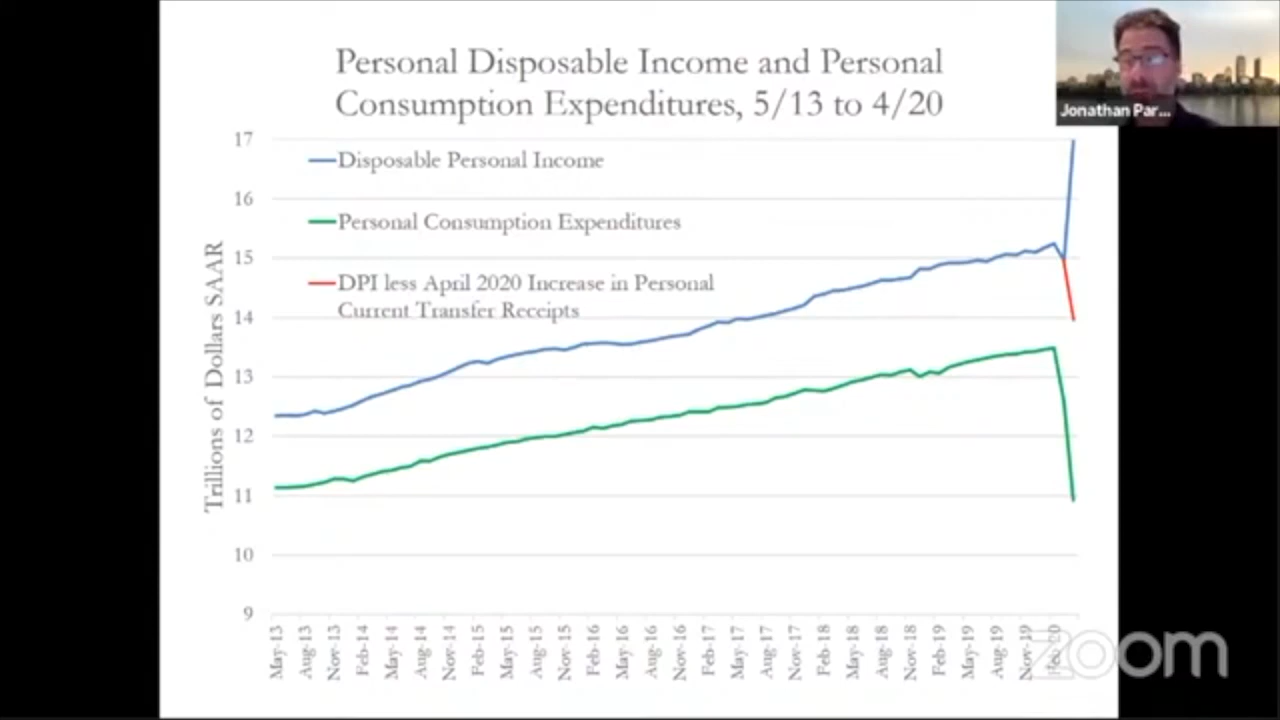 Personal Disposable Income and Personal
Consumption Expenditures, 5/13 to 4/20
Jonathan Par...
17
16
15
14
13
12
11
10
9
Trillions of Dollars SAAR
Disposable Personal Income
Personal Consumption Expenditures
DPI less April 2020 Increase in Personal
Current Transfer Receipts
May-13
Aug-13
Nov-13
Feb-14
May-14
Aug-14
Nov-14
Feb-15
May-15
Aug-15
Nov-15
Feb-16
May-16
Aug-16
Nov-16
Feb-17
May-17
Aug-17
Nov-17
Feb-18
May-18
Aug-18
Nov-18
Feb-19
May-19
Aug-19
Nov-19
Feb-20
zoom